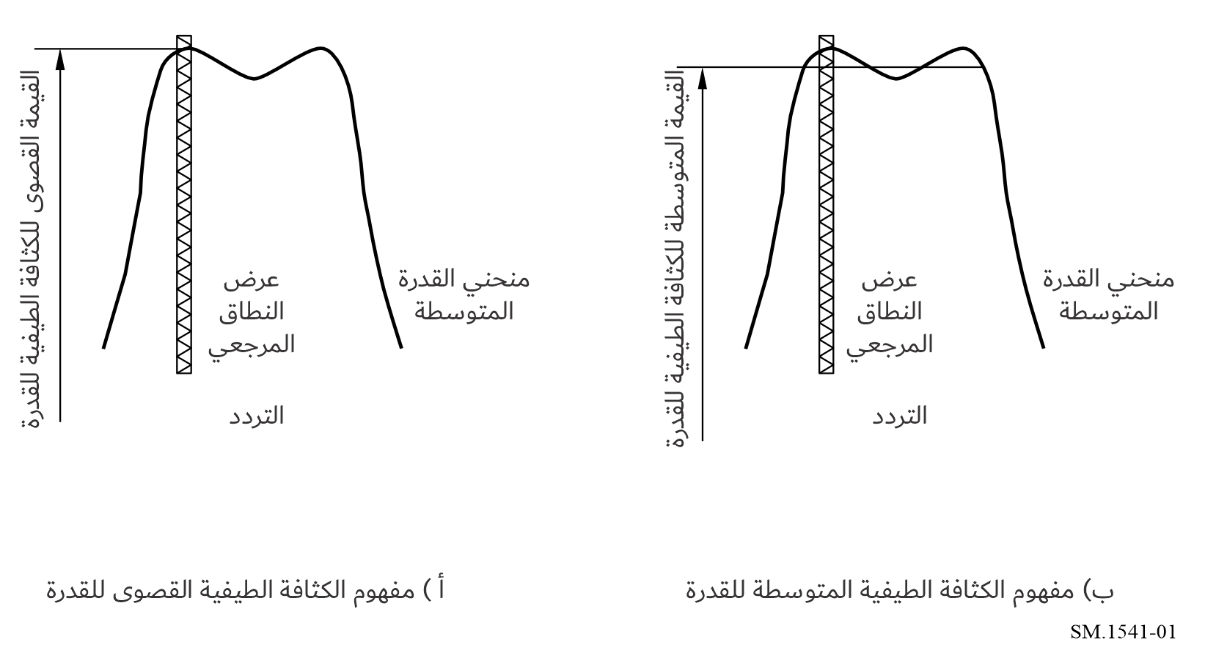 القيمة القصوى للكثافة الطيفية للقدرة
عرض
النطاق
المرجعي
منحني القدرة
المتوسطة
التردد
أ ) مفهوم الكثافة الطيفية القصوى للقدرة
القيمة المتوسطة للكثافة الطيفية للقدرة
عرض
النطاق
المرجعي
منحني القدرة
المتوسطة
التردد
ب) مفهوم الكثافة الطيفية المتوسطة للقدرة
SM.1541-01